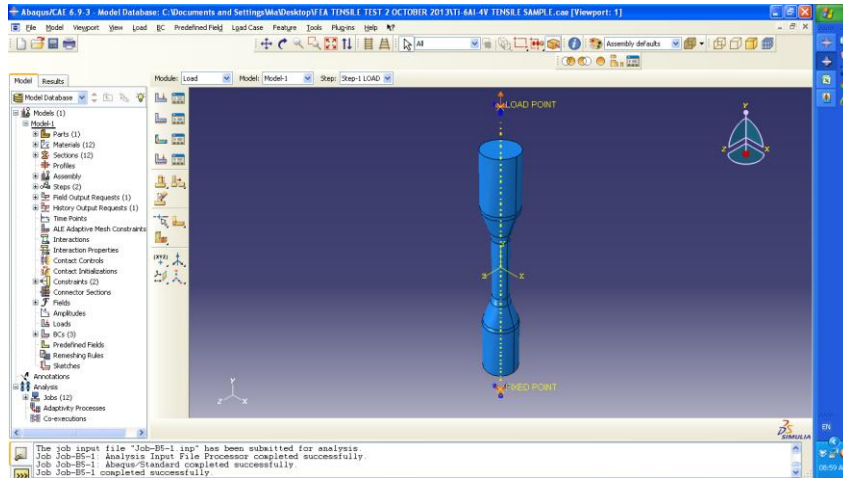 Abaqus/CAE 6.9-3 - Model Database: C:\Documents and Settings\Ma\Desktop\FEA TENSILE TEST 2 OCTOBER 2013\Ti-6Al-4V TENSILE SAMPLE.cae [Viewport: 1]
File Model Viewport View Load BC Predefined Field Load Case Feature Tools Plug-ins Help
All
Assembly defaults
Model Results
Module: Load Model: Model-1 Step: Step-1 LOAD
Model Database
Models (1)
Model-1
Parts (1)
Materials (12)
Sections (12)
Profiles
Assembly
Steps (2)
Field Output Requests (1)
History Output Requests (1)
Time Points
ALE Adaptive Mesh Constraints
Interactions
Interaction Properties
Contact Controls
Contact Initializations
Constraints (2)
Connector Sections
Fields
Amplitudes
Loads
BCs (3)
Predefined Fields
Remeshing Rules
Sketches
Annotations
Analysis
Jobs (12)
Adaptivity Processes
Co-executions
LOAD POINT
Y
Z X
X
FIXED POINT
Y
Z X
SIMULIA
EN
The job input file "Job-B5-1.inp" has been submitted for analysis.
Job Job-B5-1: Analysis Input File Processor completed successfully.
Job Job-B5-1: Abaqus/Standard completed successfully.
Job Job-B5-1 completed successfully.
>>>